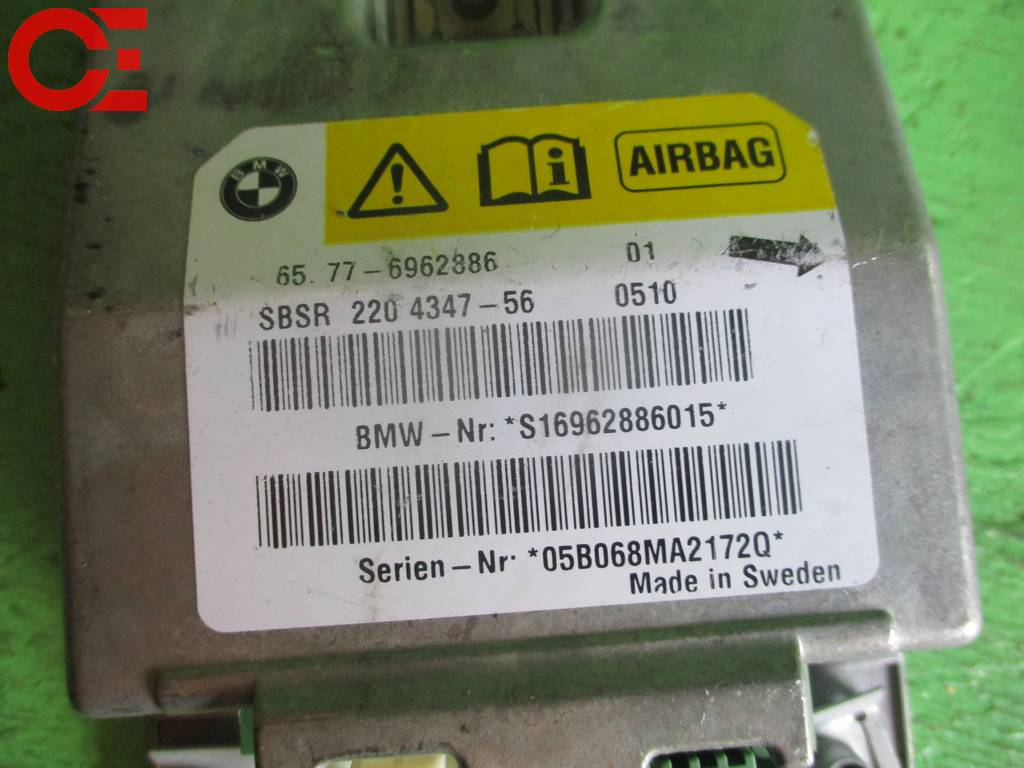 CE
BMW
AIRBAG
65. 77-6962886 01
SBSR 220 4347-56 0510
BMW-Nr: *S16962886015*
Serien-Nr: *05B068MA2172Q*
Made in Sweden